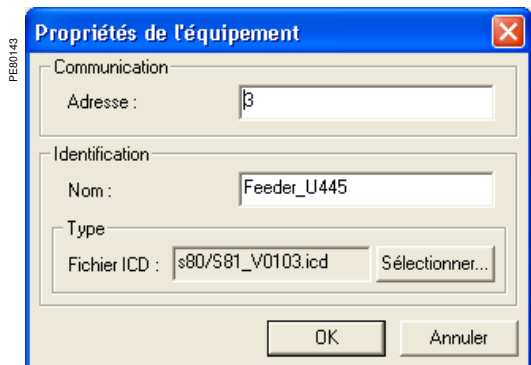 PE80143
Propriétés de l'équipement
Communication
Adresse : 3
Identification
Nom : Feeder_U445
Type
Fichier ICD : s80/S81_V0103.icd Sélectionner...
OK Annuler